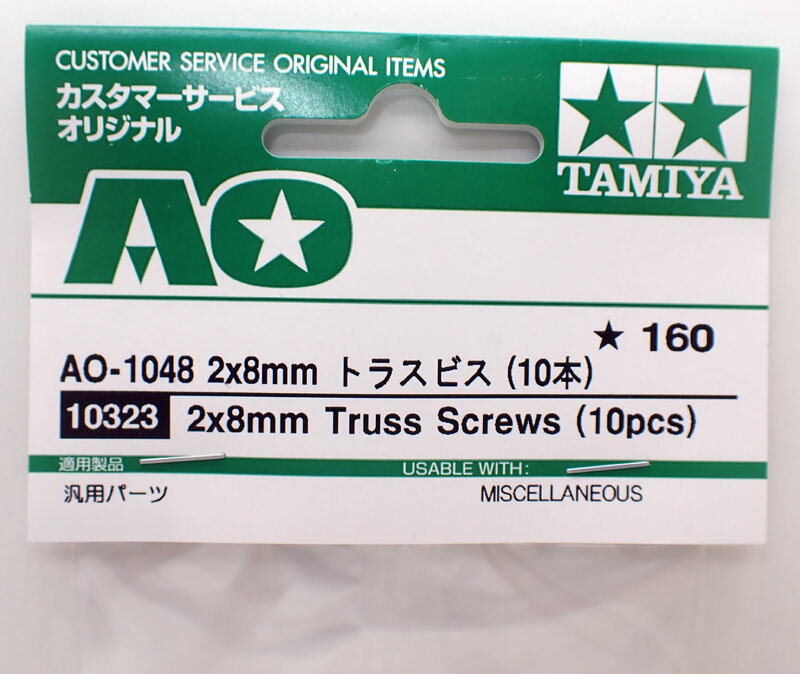 CUSTOMER SERVICE ORIGINAL ITEMS
カスタマーサービス
オリジナル
TAMIYA
AO
★ 160
AO-1048 2x8mm トラスビス (10本)
10323 2x8mm Truss Screws (10pcs)
適用製品 USABLE WITH:
汎用パーツ MISCELLANEOUS